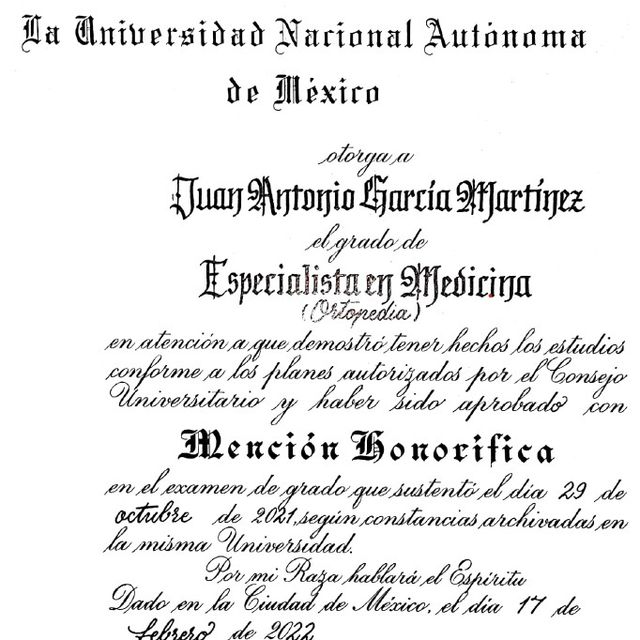 La Universidad Nacional Autónoma
de México
otorga a
Juan Antonio García Martínez
el grado de
Especialista en Medicina
(Ortopedia)
en atención a que demostró tener hechos los estudios
conforme a los planes autorizados por el Consejo
Universitario y haber sido aprobado con
Mención Honorífica
en el examen de grado que sustentó el día 29 de
octubre de 2021, según constancias archivadas en
la misma Universidad.
Por mi Raza hablará el Espíritu
Dado en la Ciudad de México, el día 17 de
febrero de 2022